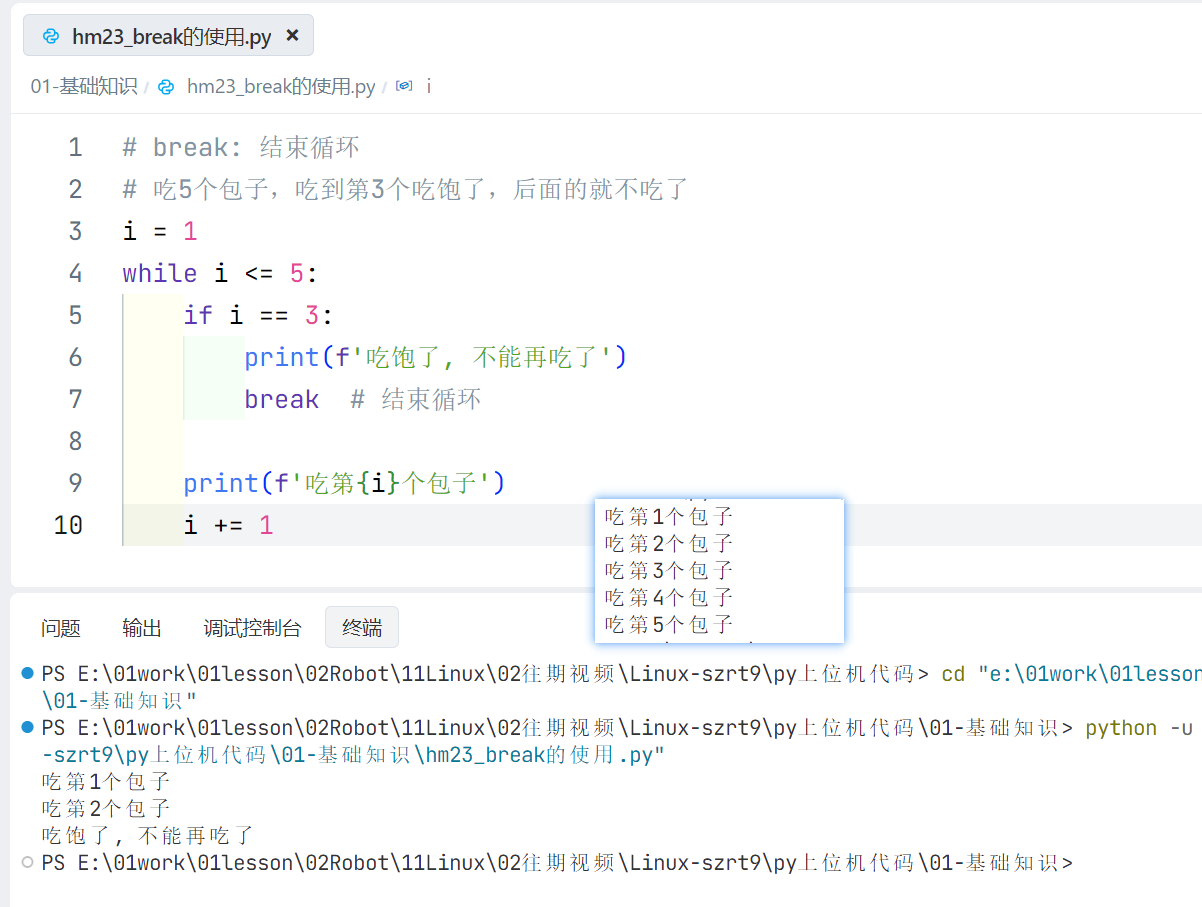 hm23_break的使用.py ×
01-基础知识 / hm23_break的使用.py / i
1 # break: 结束循环
2 # 吃5个包子，吃到第3个吃饱了，后面的就不吃了
3 i = 1
4 while i <= 5:
5     if i == 3:
6         print(f'吃饱了, 不能再吃了')
7         break  # 结束循环
8
9     print(f'吃第{i}个包子')
10     i += 1
吃第1个包子
吃第2个包子
吃第3个包子
吃第4个包子
吃第5个包子
问题 输出 调试控制台 终端
PS E:\01work\01lesson\02Robot\11Linux\02往期视频\Linux-szrt9\py上位机代码> cd "e:\01work\01lesson
\01-基础知识"
PS E:\01work\01lesson\02Robot\11Linux\02往期视频\Linux-szrt9\py上位机代码\01-基础知识> python -u
-szrt9\py上位机代码\01-基础知识\hm23_break的使用.py"
吃第1个包子
吃第2个包子
吃饱了, 不能再吃了
PS E:\01work\01lesson\02Robot\11Linux\02往期视频\Linux-szrt9\py上位机代码\01-基础知识>